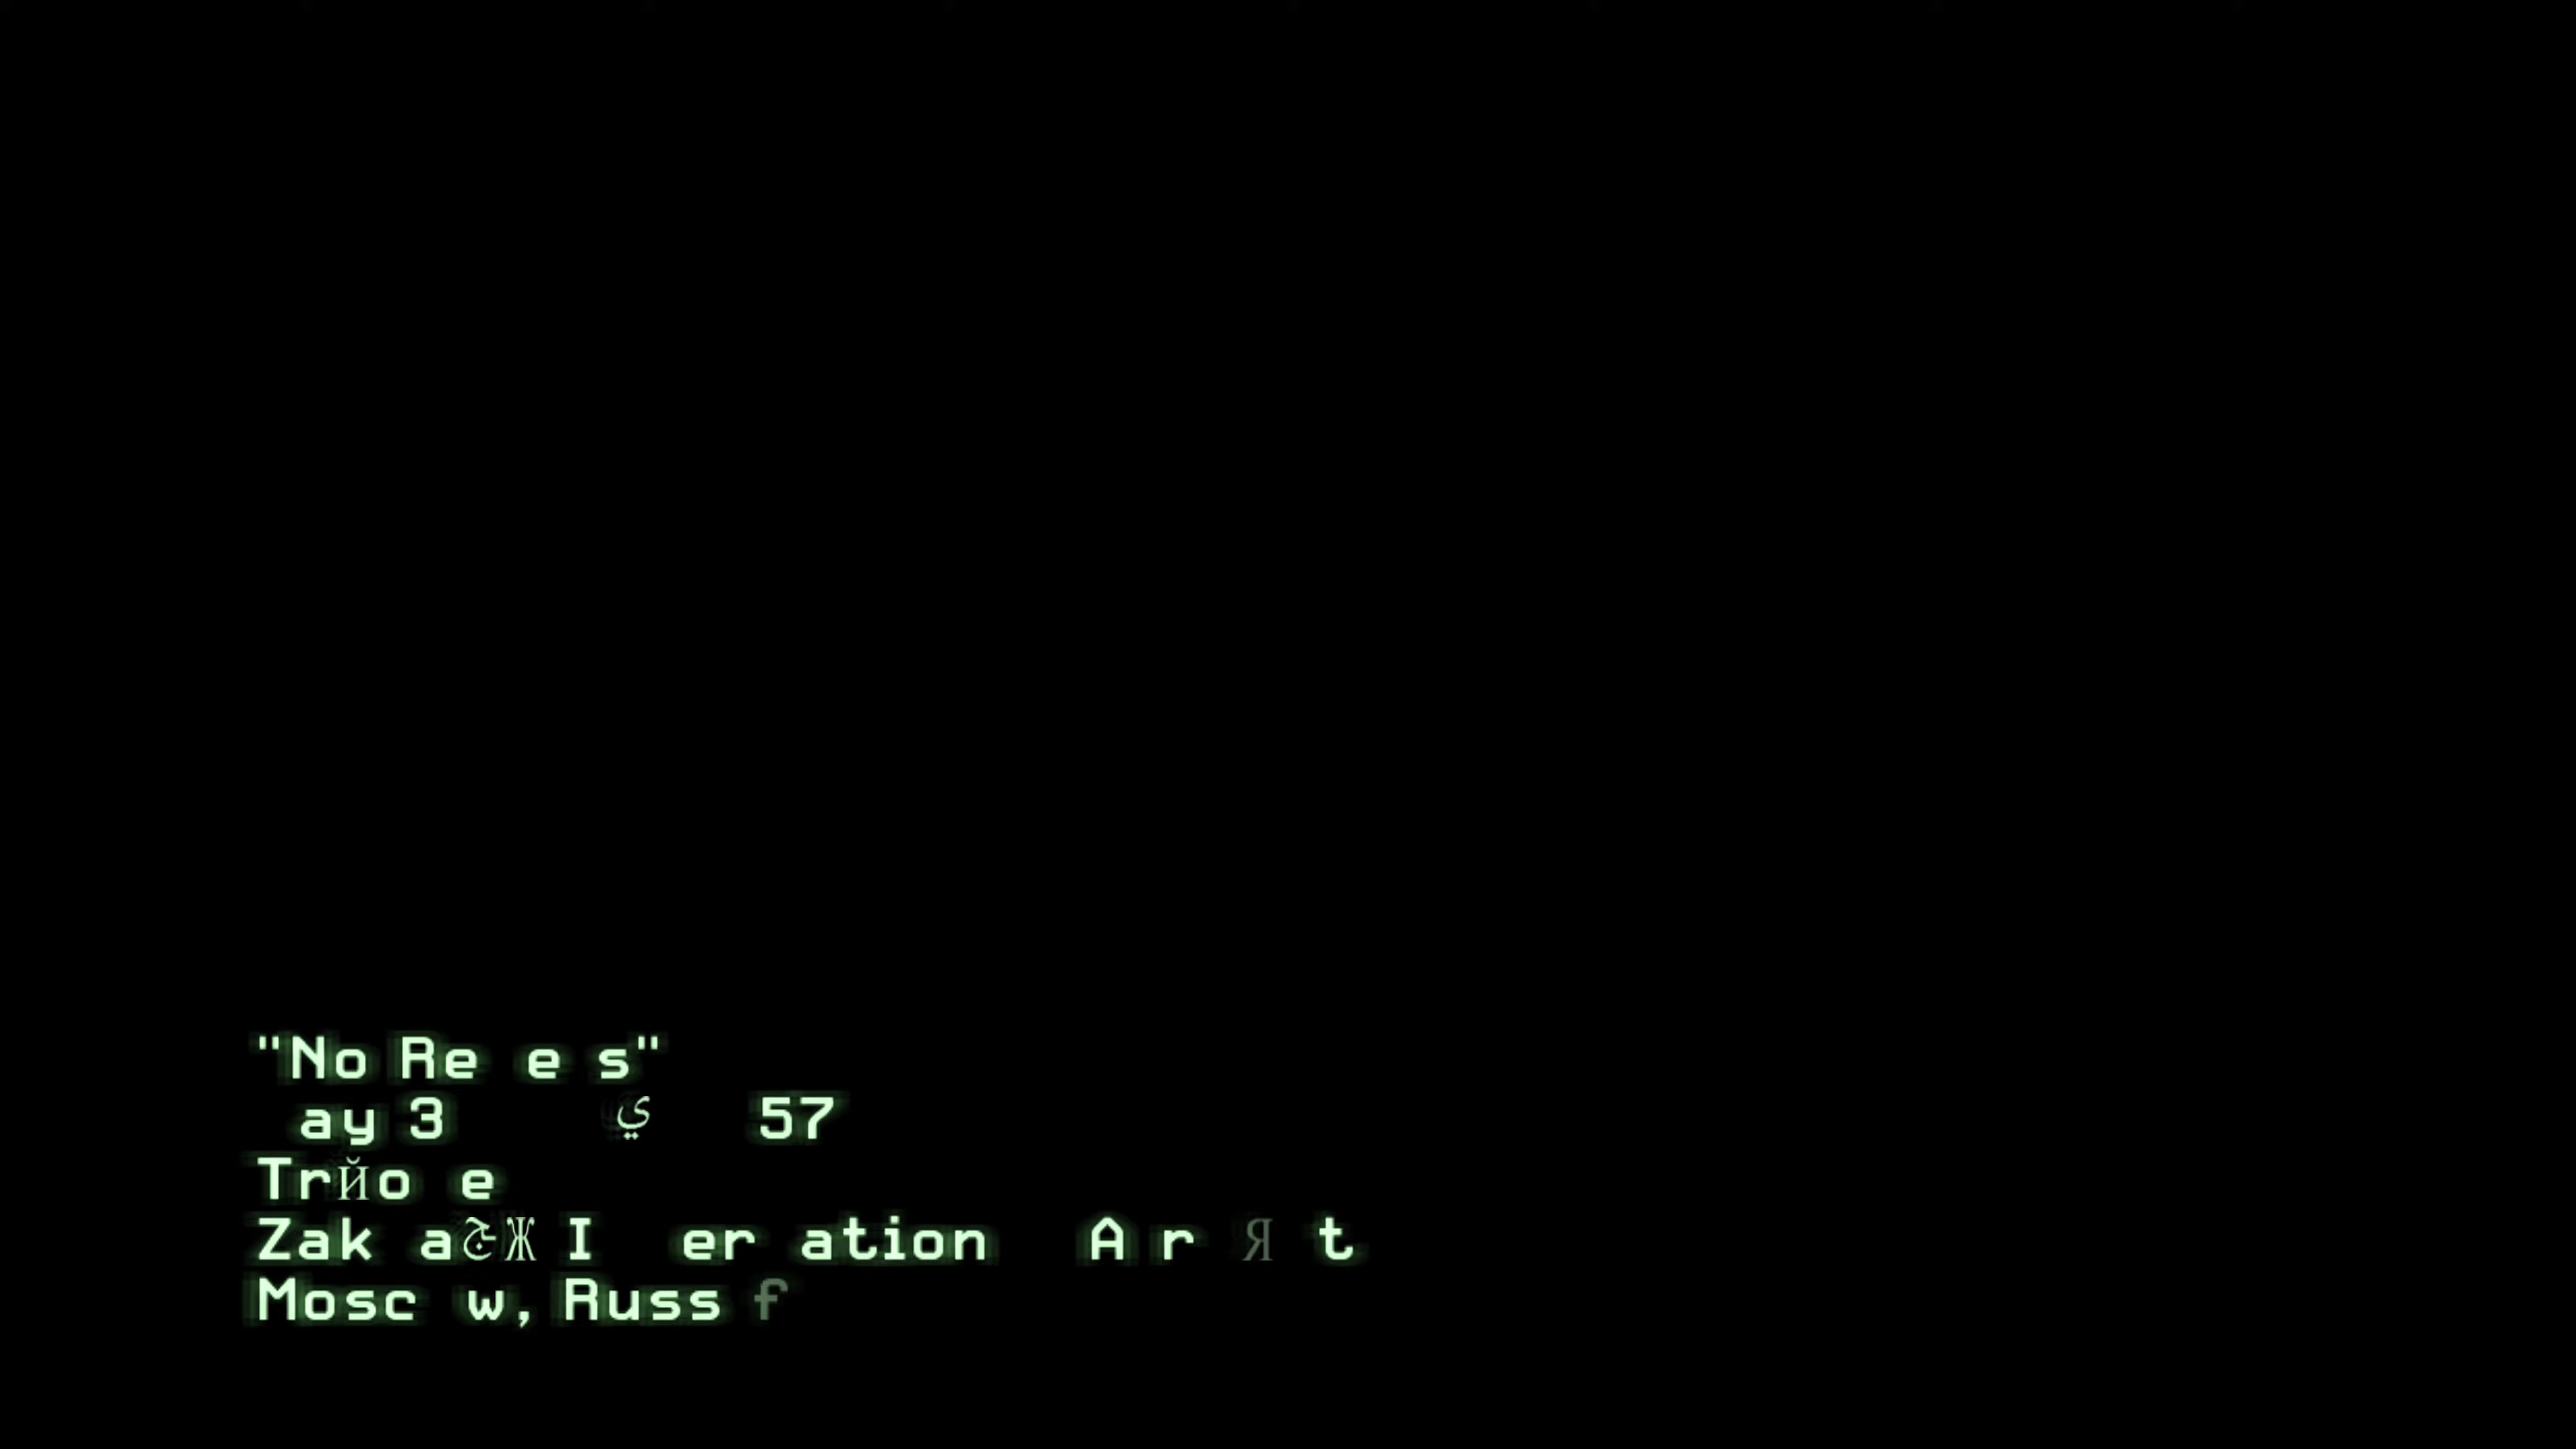 "No Re e s"
ay 3 ي 57
Trйo e
Zak aجЖ I er ation A r Я t
Mosc w, Russ f